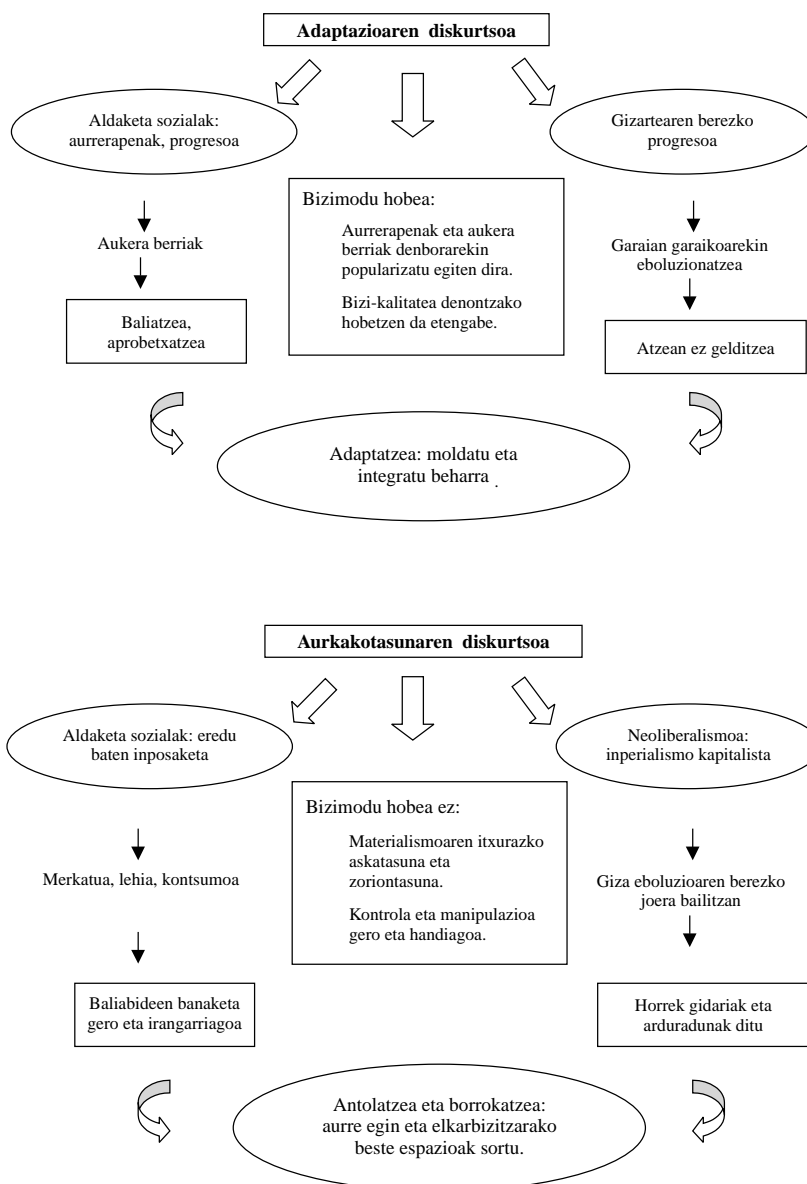 Adaptazioaren diskurtsoa
Aldaketa sozialak:
aurrerapenak, progresoa
Gizartearen berezko
progresoa
Bizimodu hobea:
Aurrerapenak eta aukera
berriak denborarekin
popularizatu egiten dira.
Bizi-kalitatea denontzako
hobetzen da etengabe.
Aukera berriak
Garaian garaikoarekin
eboluzionatzea
Baliatzea,
aprobetxatzea
Atzean ez gelditzea
Adaptatzea: moldatu eta
integratu beharra .
Aurkakotasunaren diskurtsoa
Aldaketa sozialak: eredu
baten inposaketa
Neoliberalismoa:
inperialismo kapitalista
Bizimodu hobea ez:
Materialismoaren itxurazko
askatasuna eta
zoriontasuna.
Kontrola eta manipulazioa
gero eta handiagoa.
Merkatua, lehia, kontsumoa
Giza eboluzioaren berezko
joera bailitzan
Baliabideen banaketa
gero eta irangarriagoa
Horrek gidariak eta
arduradunak ditu
Antolatzea eta borrokatzea:
aurre egin eta elkarbizitzarako
beste espazioak sortu.